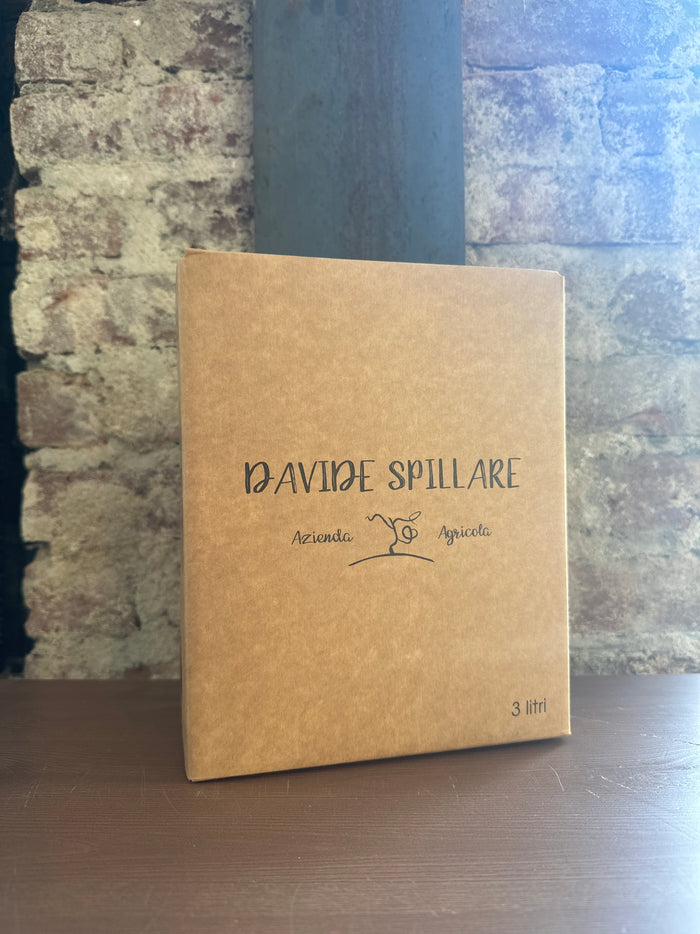 DAVIDE SPILLARE
Azienda Agricola
3 litri